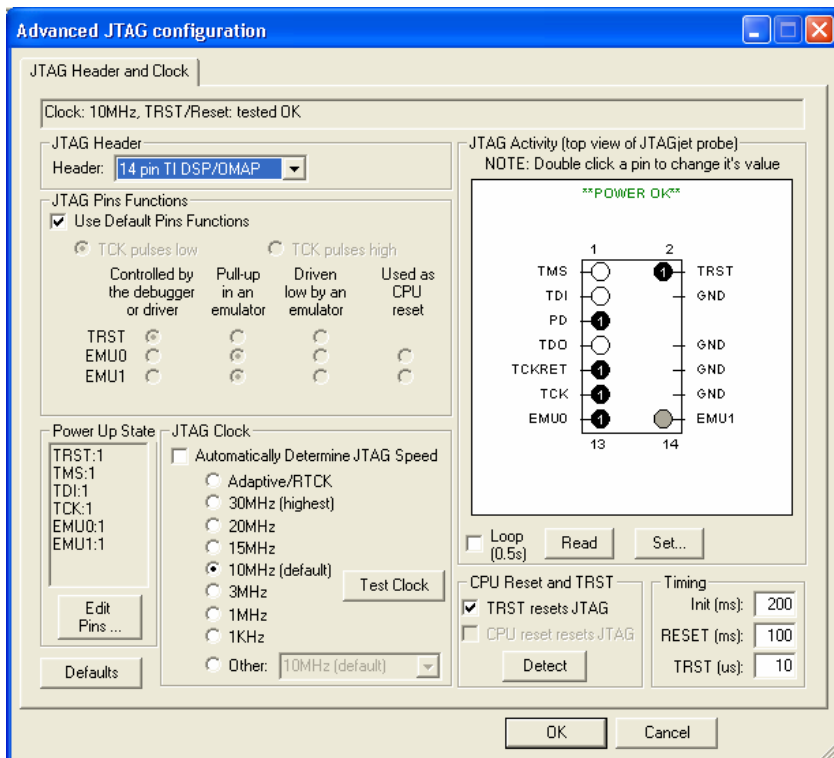 Advanced JTAG configuration
JTAG Header and Clock
Clock: 10MHz, TRST/Reset: tested OK
JTAG Header
Header: 14 pin TI DSP/OMAP
JTAG Pins Functions
Use Default Pins Functions
TCK pulses low TCK pulses high
Controlled by Pull-up Driven Used as
the debugger in an low by an CPU
or driver emulator emulator reset
TRST
EMU0
EMU1
Power Up State
TRST:1
TMS:1
TDI:1
TCK:1
EMU0:1
EMU1:1
Edit
Pins ...
Defaults
JTAG Clock
Automatically Determine JTAG Speed
Adaptive/RTCK
30MHz (highest)
20MHz
15MHz
10MHz (default)
3MHz
1MHz
1KHz
Other: 10MHz (default)
Test Clock
JTAG Activity (top view of JTAGjet probe)
NOTE: Double click a pin to change it's value
**POWER OK**
1 2
TMS 1 TRST
TDI GND
PD 1
TDO GND
TCKRET 1 GND
TCK 1 GND
EMU0 1 EMU1
13 14
Loop
(0.5s)
Read
Set...
CPU Reset and TRST
TRST resets JTAG
CPU reset resets JTAG
Detect
Timing
Init (ms): 200
RESET (ms): 100
TRST (us): 10
OK
Cancel